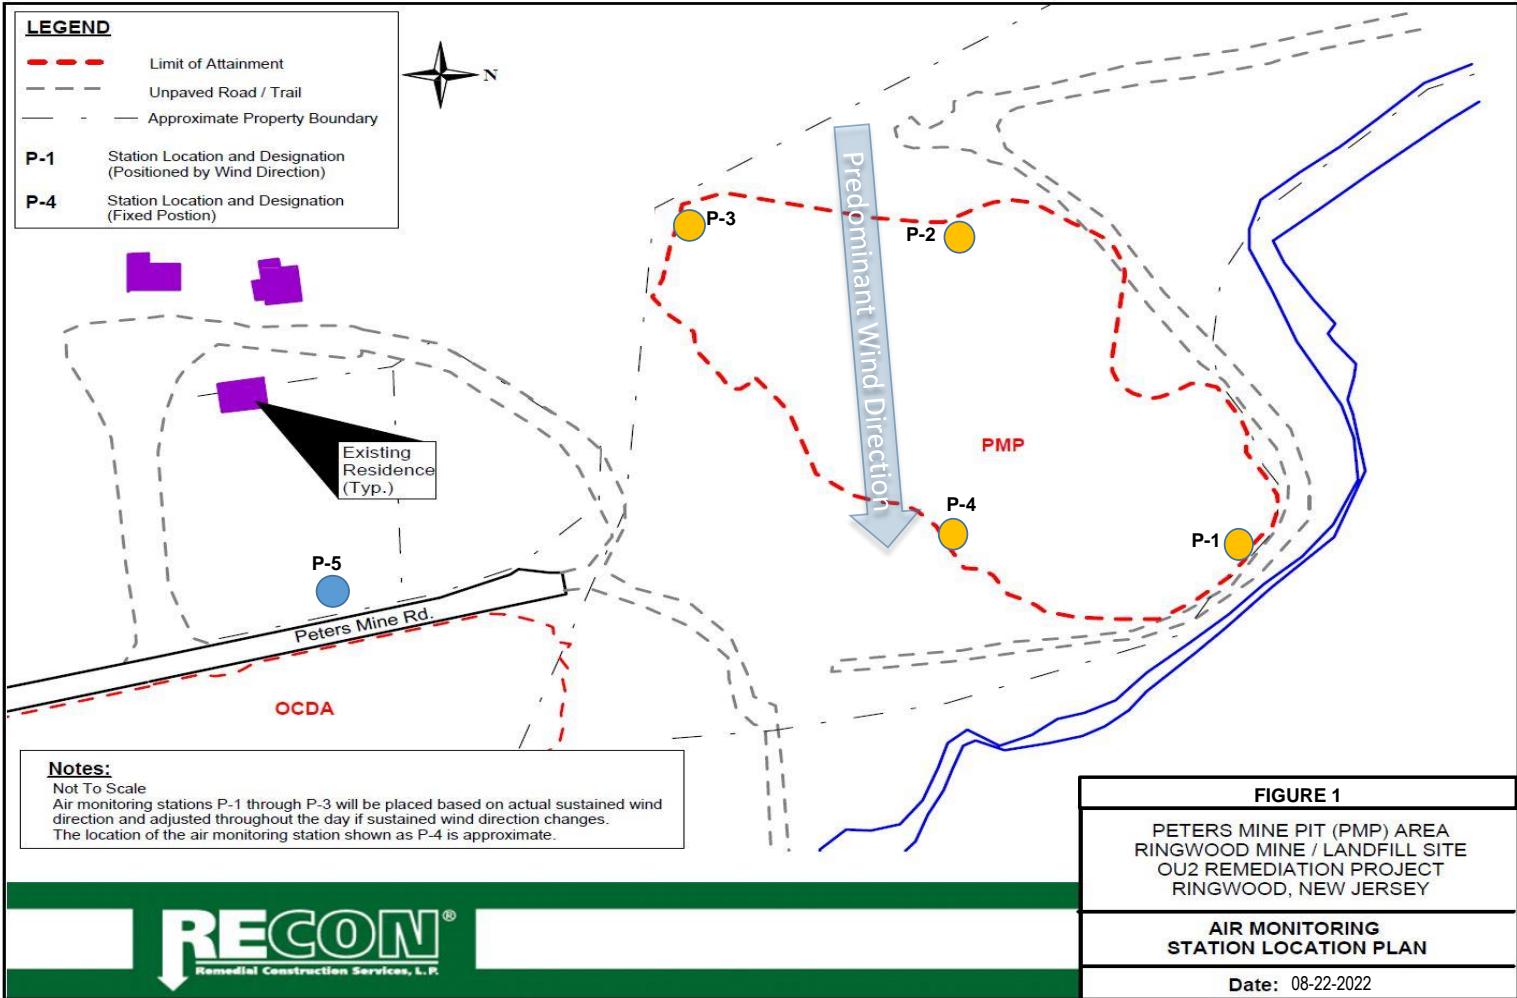 LEGEND
Limit of Attainment
Unpaved Road / Trail
Approximate Property Boundary
P-1
Station Location and Designation
(Positioned by Wind Direction)
P-4
Station Location and Designation
(Fixed Postion)
N
Predominant Wind Direction
P-3
P-2
PMP
P-4
P-1
Existing
Residence
(Typ.)
P-5
Peters Mine Rd.
OCDA
Notes:
Not To Scale
Air monitoring stations P-1 through P-3 will be placed based on actual sustained wind
direction and adjusted throughout the day if sustained wind direction changes.
The location of the air monitoring station shown as P-4 is approximate.
RECON®
Remedial Construction Services, L.P.
FIGURE 1
PETERS MINE PIT (PMP) AREA
RINGWOOD MINE / LANDFILL SITE
OU2 REMEDIATION PROJECT
RINGWOOD, NEW JERSEY
AIR MONITORING
STATION LOCATION PLAN
Date: 08-22-2022